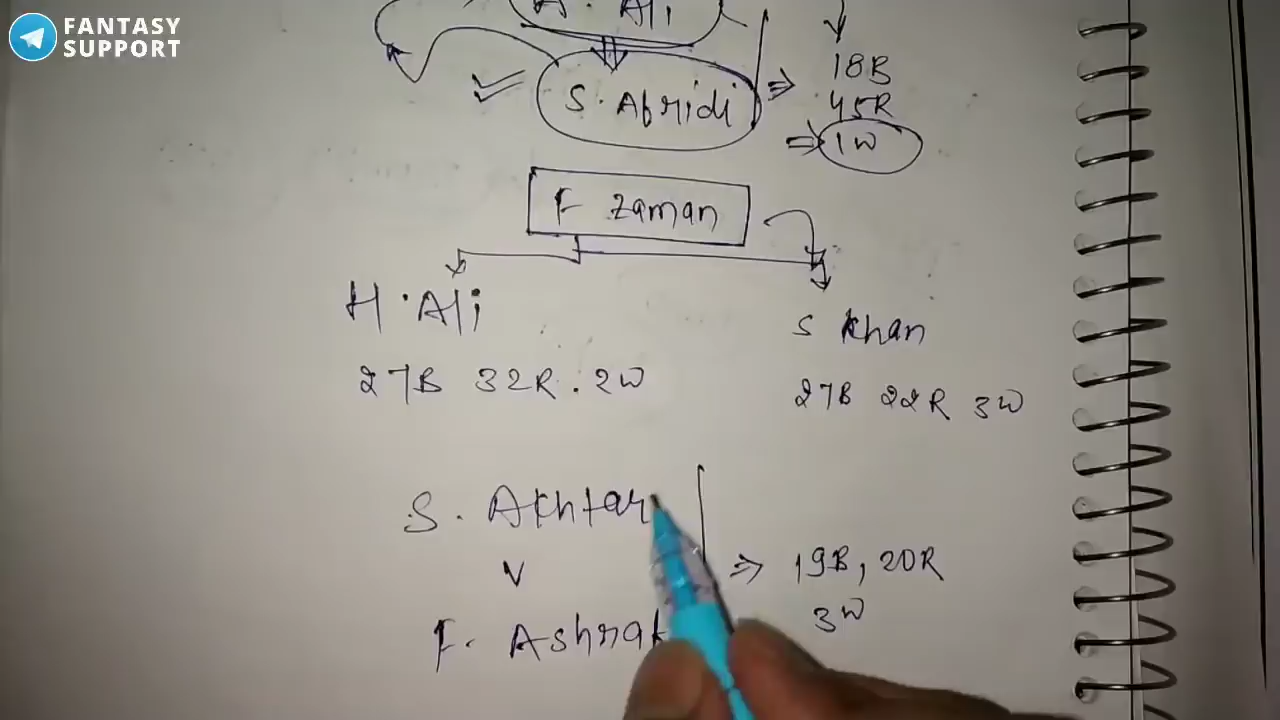 FANTASY
SUPPORT
A. Ali
18B
S. Afridi ⇒ 45R
⇒ 1W
F Zaman
H. Ali
S Khan
27B 32R. 2W
27B 22R 3W
S. Akhtar
V ⇒ 19B, 20R
3W
F. Ashraf